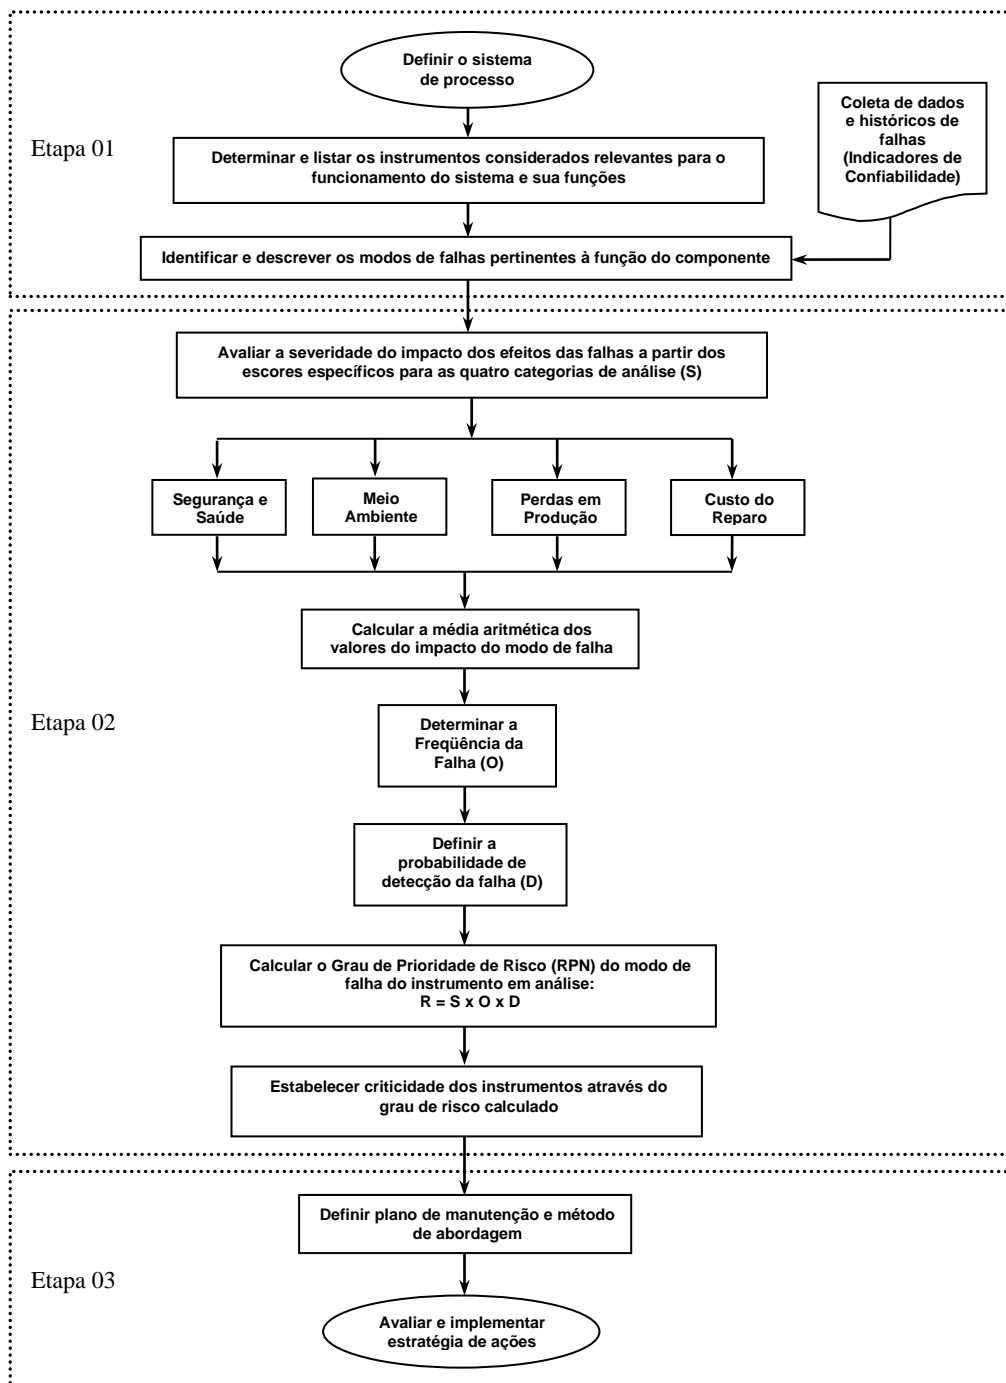 Definir o sistema
de processo
Coleta de dados
e históricos de
falhas
(Indicadores de
Confiabilidade)
Etapa 01
Determinar e listar os instrumentos considerados relevantes para o
funcionamento do sistema e sua funções
Identificar e descrever os modos de falhas pertinentes à função do componente
Avaliar a severidade do impacto dos efeitos das falhas a partir dos
escores específicos para as quatro categorias de análise (S)
Segurança e
Saúde
Meio
Ambiente
Perdas em
Produção
Custo do
Reparo
Calcular a média aritmética dos
valores do impacto do modo de falha
Etapa 02
Determinar a
Freqüência da
Falha (O)
Definir a
probabilidade de
detecção da falha (D)
Calcular o Grau de Prioridade de Risco (RPN) do modo de
falha do instrumento em análise:
R = S x O x D
Estabelecer criticidade dos instrumentos através do
grau de risco calculado
Definir plano de manutenção e método
de abordagem
Etapa 03
Avaliar e implementar
estratégia de ações